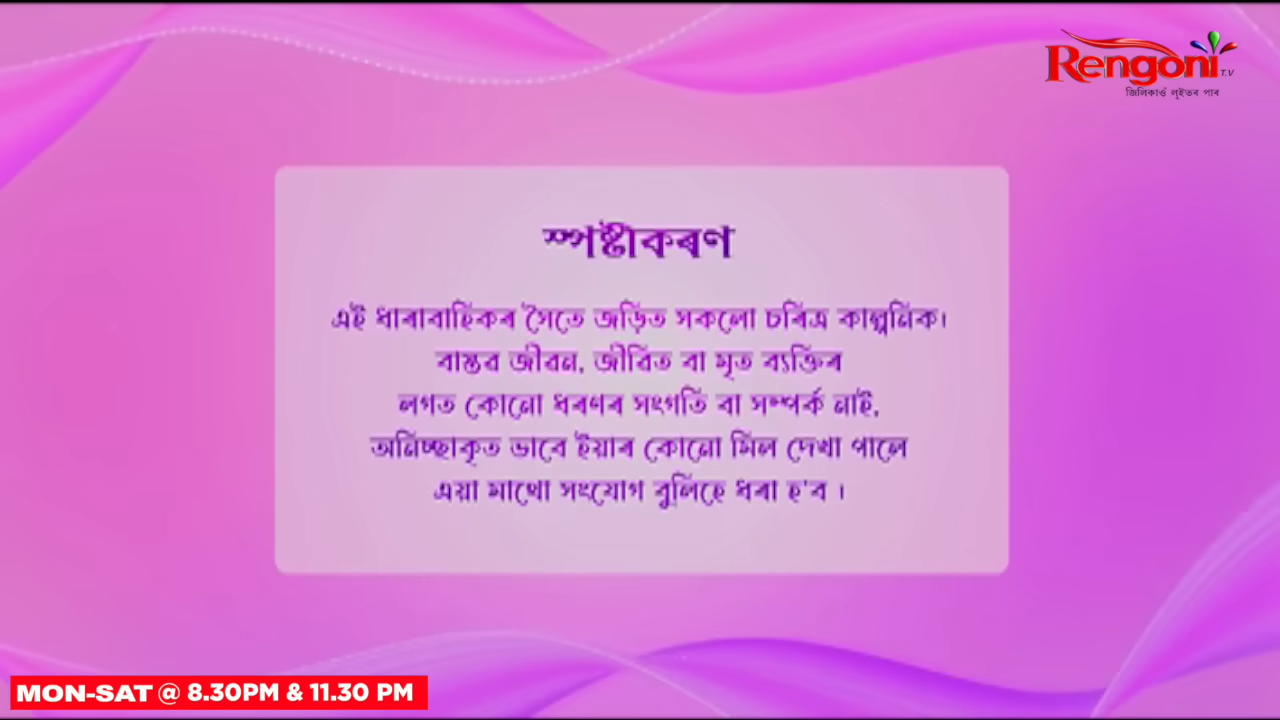 Rengoni T.V
জিলিকাওঁ লুইতৰ পাৰ
স্পষ্টীকৰণ
এই ধাৰাবাহিকৰ সৈতে জড়িত সকলো চৰিত্ৰ কাল্পনিক।
বাস্তৱ জীৱন, জীৱিত বা মৃত ব্যক্তিৰ
লগত কোনো ধৰণৰ সংগতি বা সম্পৰ্ক নাই,
অনিচ্ছাকৃত ভাবে ইয়াৰ কোনো মিল দেখা পালে
এয়া মাথো সংযোগ বুলিহে ধৰা হ'ব ।
MON-SAT @ 8.30PM & 11.30 PM